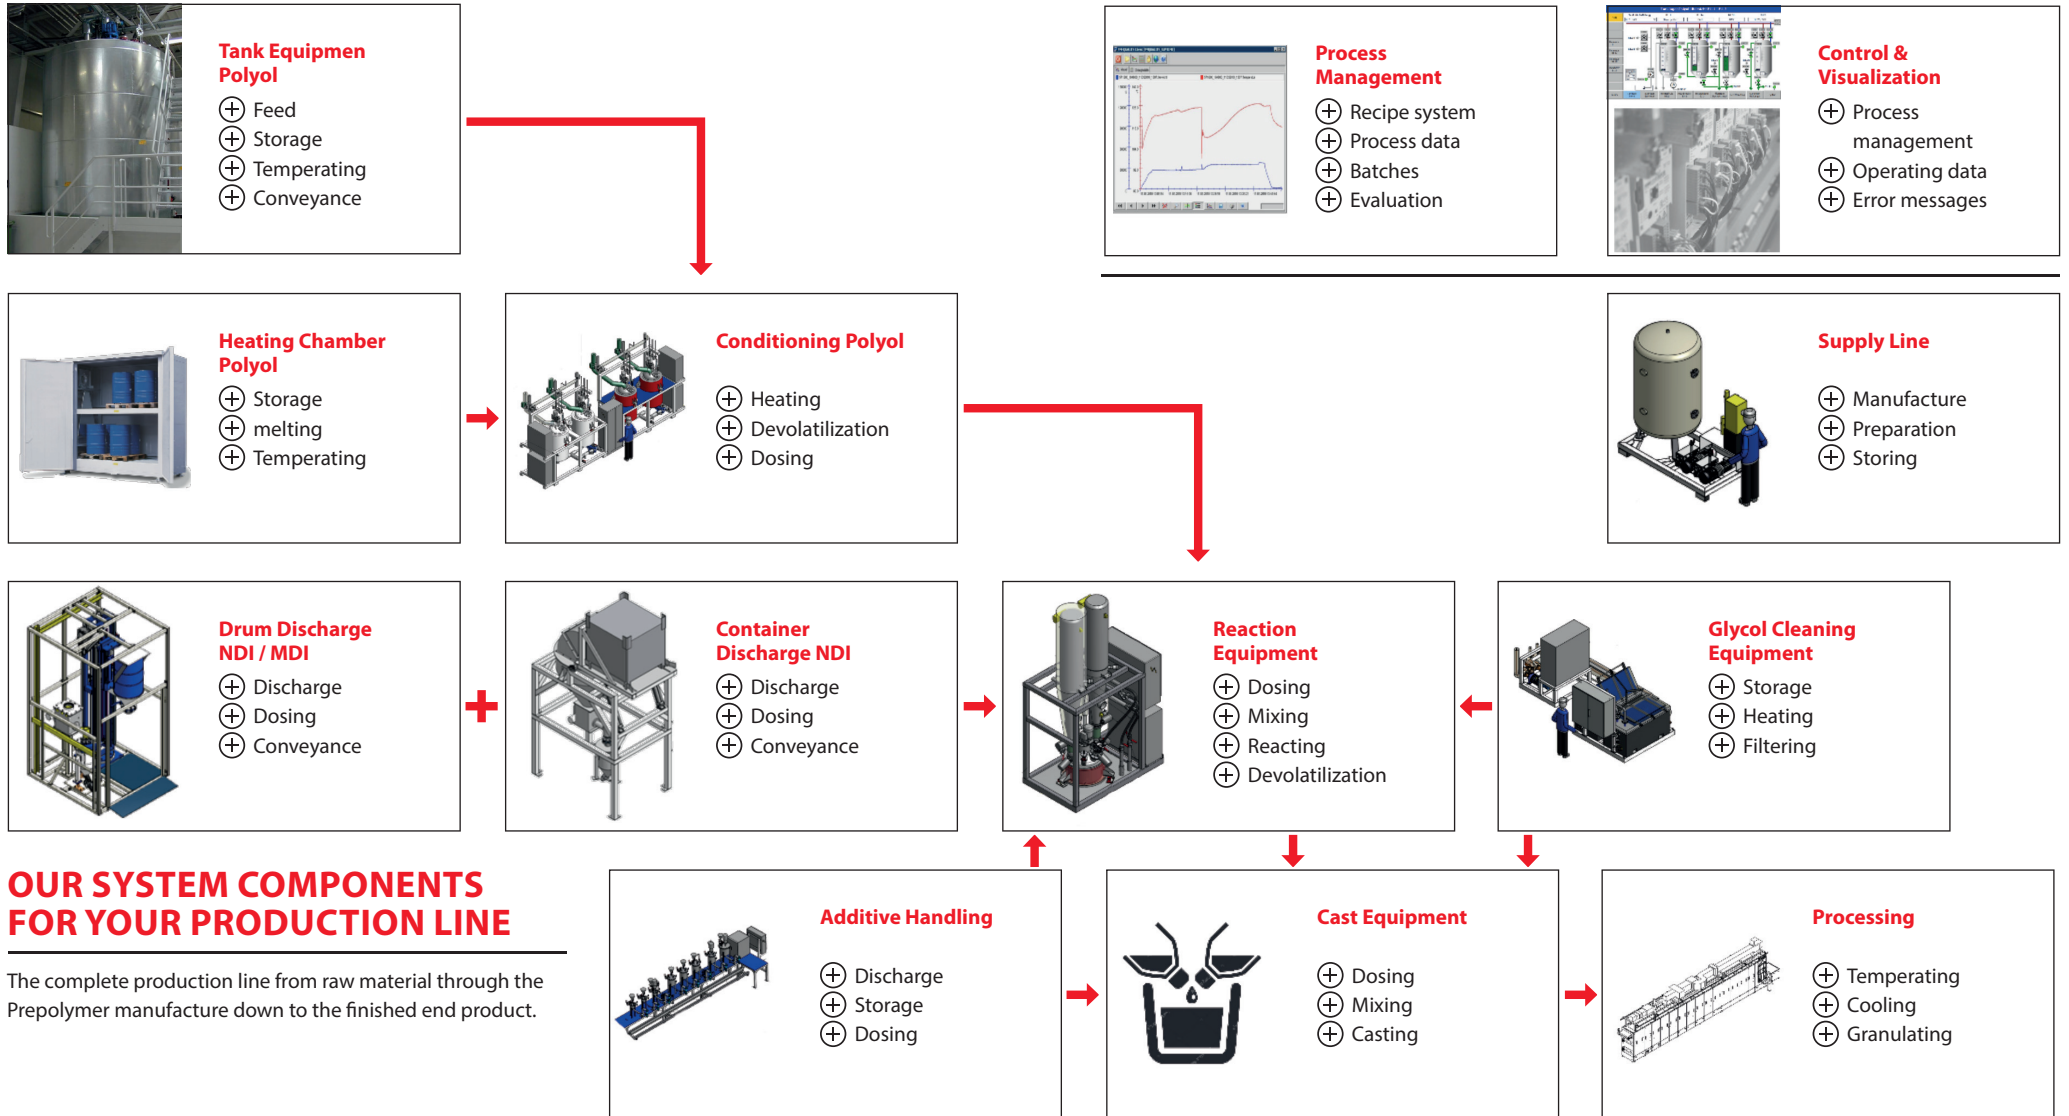 Tank Equipmen
Polyol
Feed
Storage
Temperating
Conveyance
Process
Management
Recipe system
Process data
Batches
Evaluation
Control &
Visualization
Process
management
Operating data
Error messages
Heating Chamber
Polyol
Storage
melting
Temperating
Conditioning Polyol
Heating
Devolatilization
Dosing
Supply Line
Manufacture
Preparation
Storing
Drum Discharge
NDI / MDI
Discharge
Dosing
Conveyance
Container
Discharge NDI
Discharge
Dosing
Conveyance
Reaction
Equipment
Dosing
Mixing
Reacting
Devolatilization
Glycol Cleaning
Equipment
Storage
Heating
Filtering
OUR SYSTEM COMPONENTS
FOR YOUR PRODUCTION LINE
The complete production line from raw material through the
Prepolymer manufacture down to the finished end product.
Additive Handling
Discharge
Storage
Dosing
Cast Equipment
Dosing
Mixing
Casting
Processing
Temperating
Cooling
Granulating